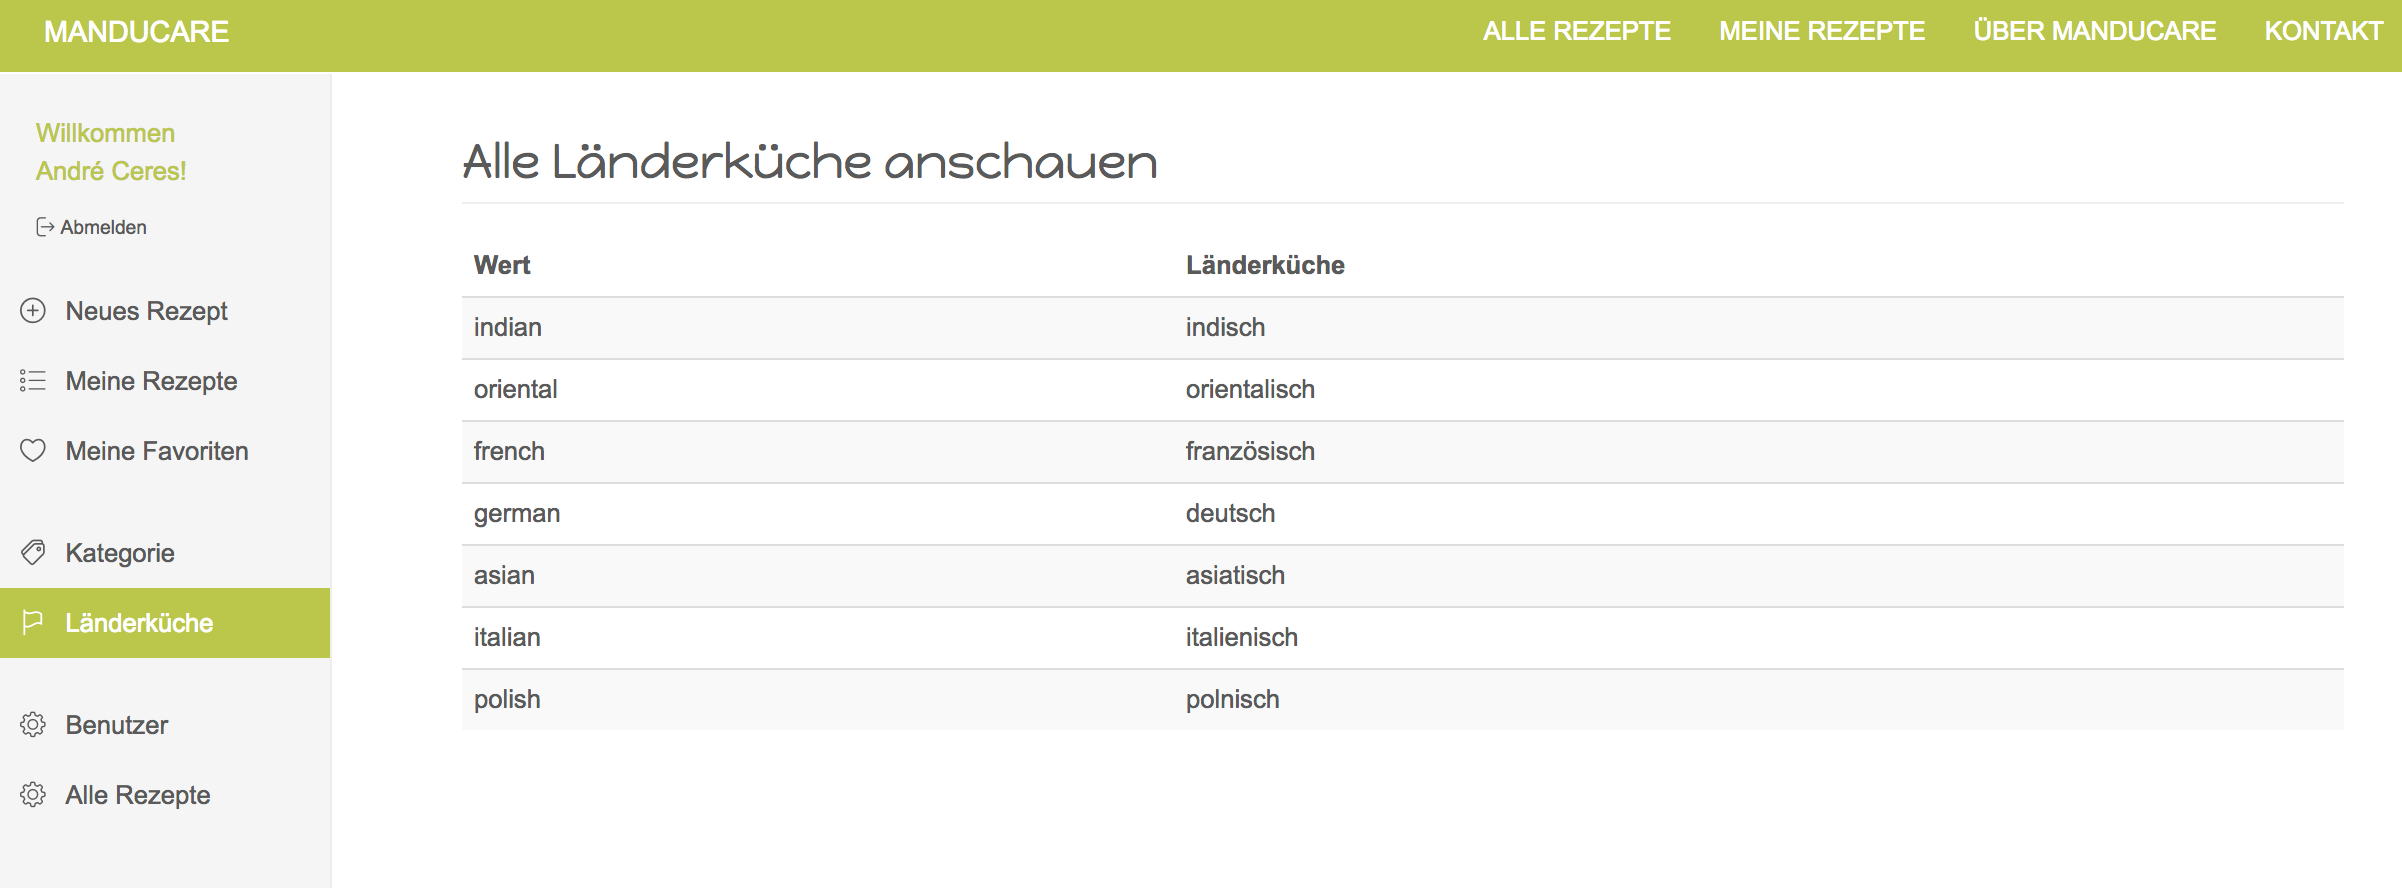 MANDUCARE
ALLE REZEPTE MEINE REZEPTE ÜBER MANDUCARE KONTAKT
Willkommen
André Ceres!
Abmelden
Neues Rezept
Meine Rezepte
Meine Favoriten
Kategorie
Länderküche
Benutzer
Alle Rezepte
Alle Länderküche anschauen
Wert Länderküche
indian indisch
oriental orientalisch
french französisch
german deutsch
asian asiatisch
italian italienisch
polish polnisch